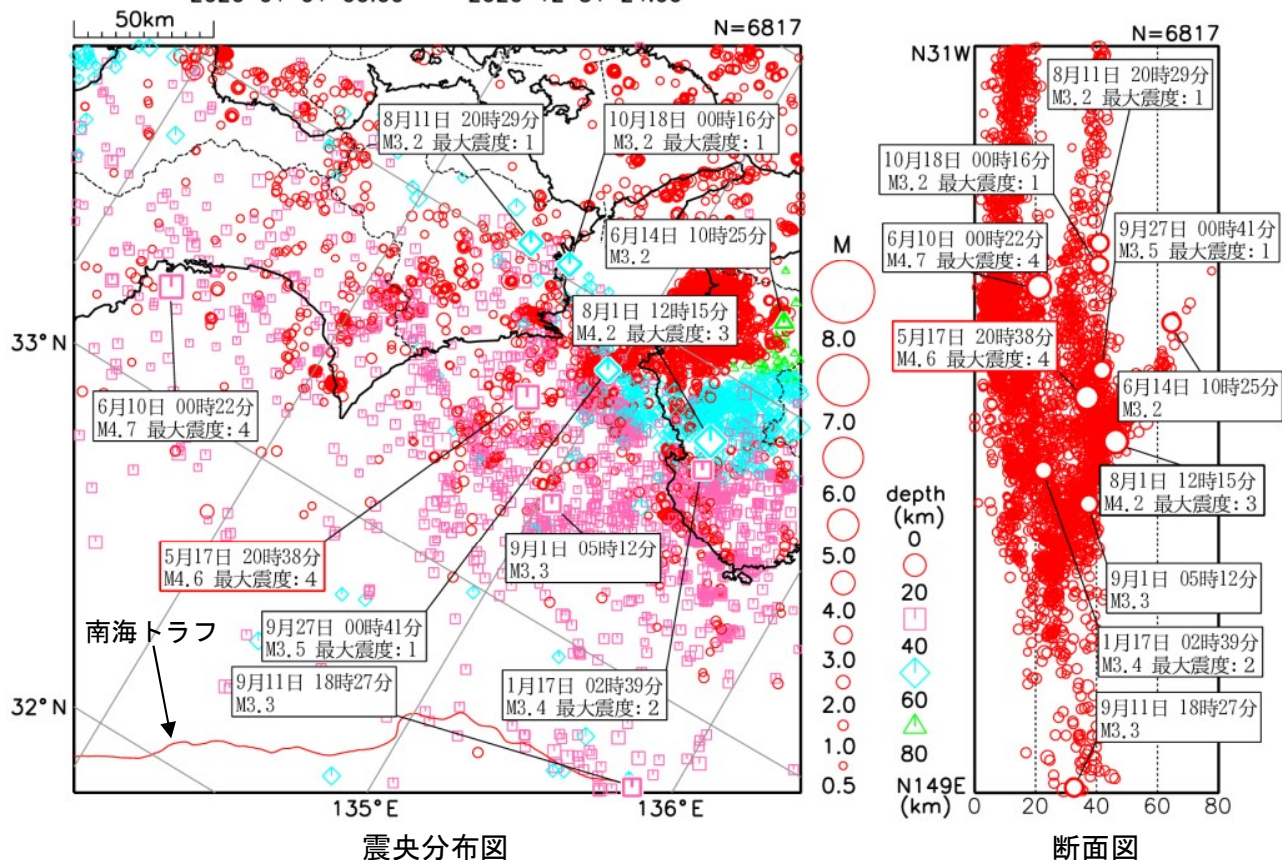 50km
N=6817
8月11日 20時29分
M3.2 最大震度:1
10月18日 00時16分
M3.2 最大震度:1
6月14日 10時25分
M3.2
8月1日 12時15分
M4.2 最大震度:3
33°N
6月10日 00時22分
M4.7 最大震度:4
5月17日 20時38分
M4.6 最大震度:4
9月1日 05時12分
M3.3
南海トラフ
9月27日 00時41分
M3.5 最大震度:1
9月11日 18時27分
M3.3
1月17日 02時39分
M3.4 最大震度:2
32°N
135°E
136°E
震央分布図
M
8.0
7.0
6.0
5.0
4.0
3.0
2.0
1.0
0.5
depth
(km)
0
20
40
60
80
N=6817
N31W
8月11日 20時29分
M3.2 最大震度:1
10月18日 00時16分
M3.2 最大震度:1
9月27日 00時41分
M3.5 最大震度:1
6月10日 00時22分
M4.7 最大震度:4
5月17日 20時38分
M4.6 最大震度:4
6月14日 10時25分
M3.2
8月1日 12時15分
M4.2 最大震度:3
9月1日 05時12分
M3.3
1月17日 02時39分
M3.4 最大震度:2
9月11日 18時27分
M3.3
N149E
(km)
0 20 40 60 80
断面図